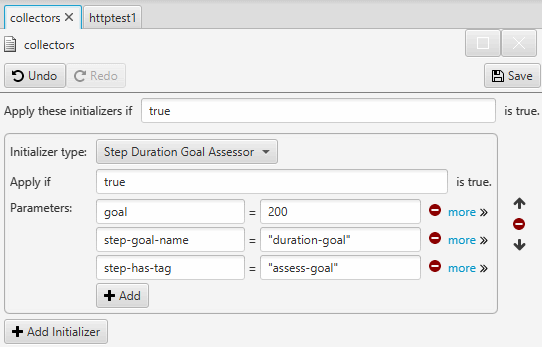 collectors httptest1
collectors
Undo Redo Save
Apply these initializers if true is true.
Initializer type: Step Duration Goal Assessor
Apply if true is true.
Parameters: goal = 200 more »
step-goal-name = "duration-goal" more »
step-has-tag = "assess-goal" more »
Add
Add Initializer